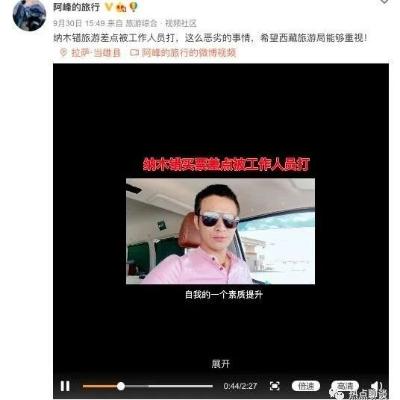 阿峰的旅行
9月30日 15:49 来自 旅游综合·视频社区
纳木错旅游差点被工作人员打，这么恶劣的事情，希望西藏旅游局能够重视！
拉萨·当雄县 阿峰的旅行的微博视频
纳木错买票差点被工作人员打
自我的一个素质提升
展开
0:44/2:27 倍速 高清
热点聊谈